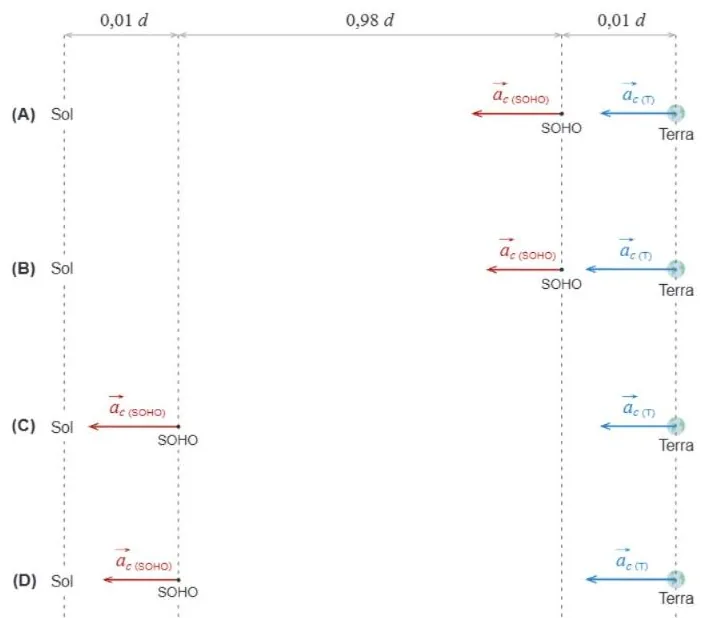 0,01 d 0,98 d 0,01 d
a c (SOHO) a c (T)
(A) Sol SOHO Terra
a c (SOHO) a c (T)
(B) Sol SOHO Terra
a c (SOHO) a c (T)
(C) Sol SOHO Terra
a c (SOHO) a c (T)
(D) Sol SOHO Terra